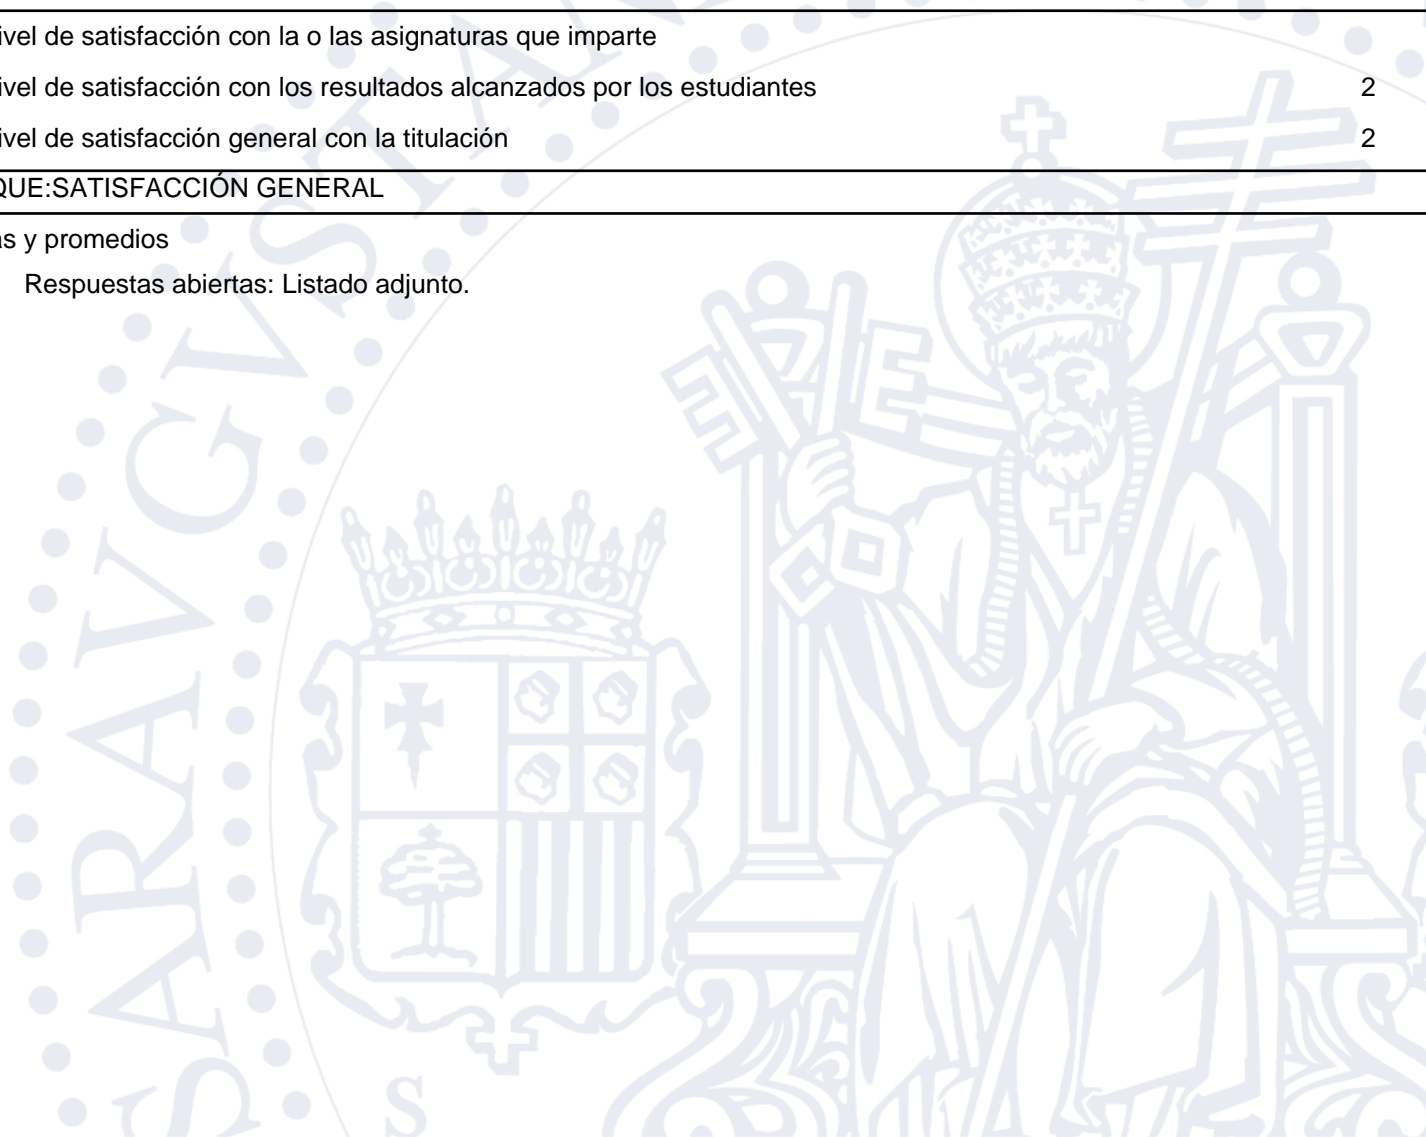 ivel de satisfacción con la o las asignaturas que imparte
ivel de satisfacción con los resultados alcanzados por los estudiantes 2
ivel de satisfacción general con la titulación 2
QUE:SATISFACCIÓN GENERAL
as y promedios
Respuestas abiertas: Listado adjunto.
SARAVGVSTAN
S